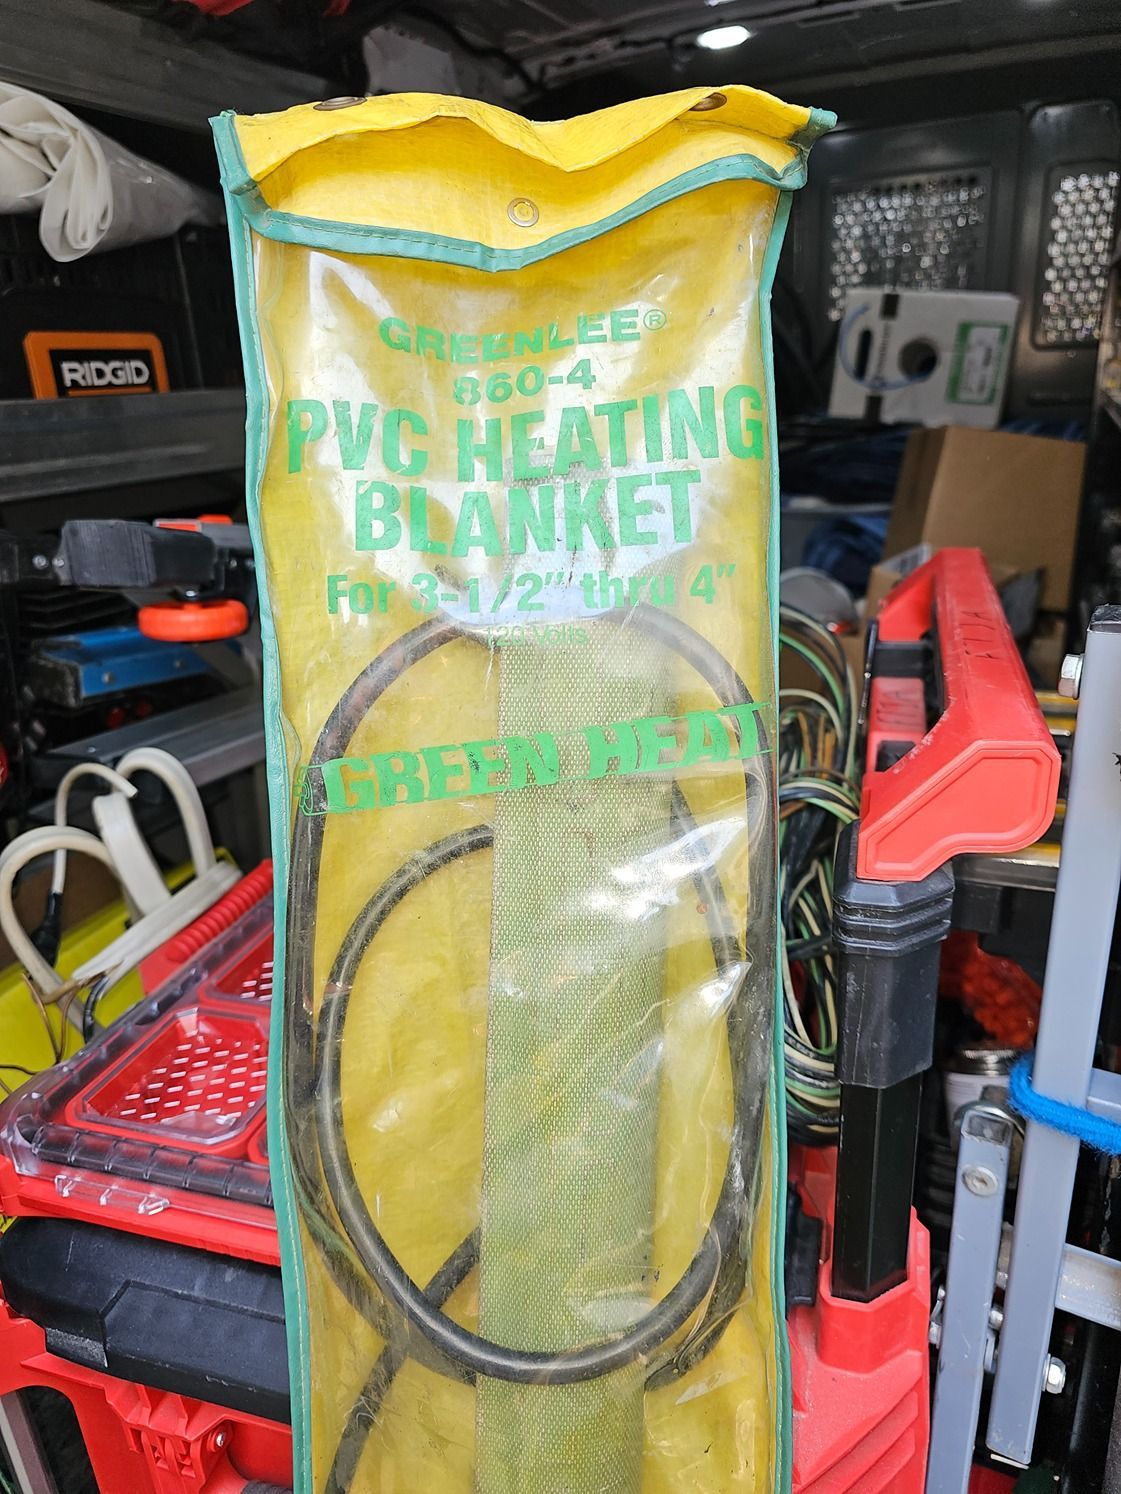 GREENLEE®
860-4
PVC HEATING
BLANKET
For 3-1/2" thru 4"
120 Volts
GREEN HEAT
RIDGID